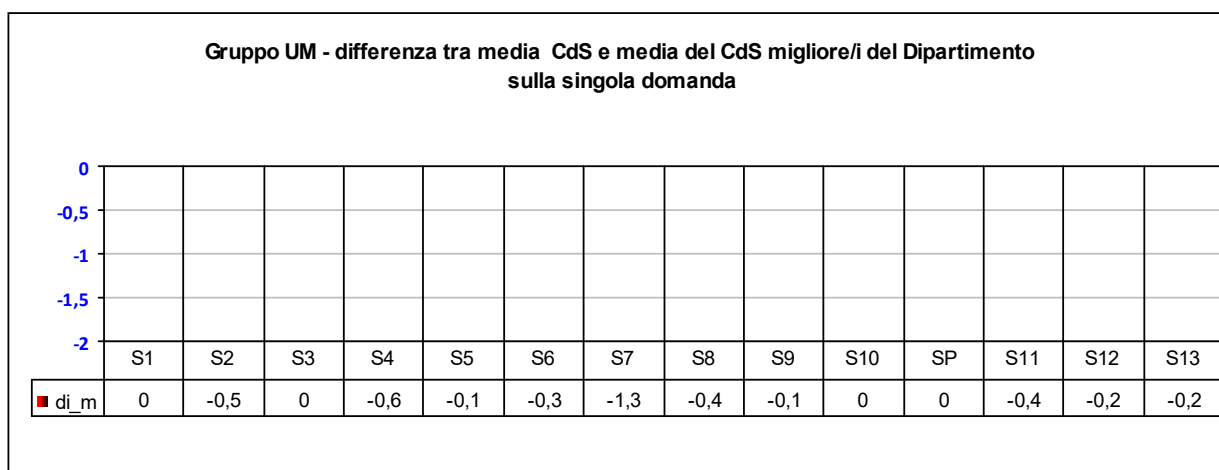 Gruppo UM - differenza tra media CdS e media del CdS migliore/i del Dipartimento
sulla singola domanda
0
-0,5
-1
-1,5
-2
S1 S2 S3 S4 S5 S6 S7 S8 S9 S10 SP S11 S12 S13
di_m 0 -0,5 0 -0,6 -0,1 -0,3 -1,3 -0,4 -0,1 0 0 -0,4 -0,2 -0,2